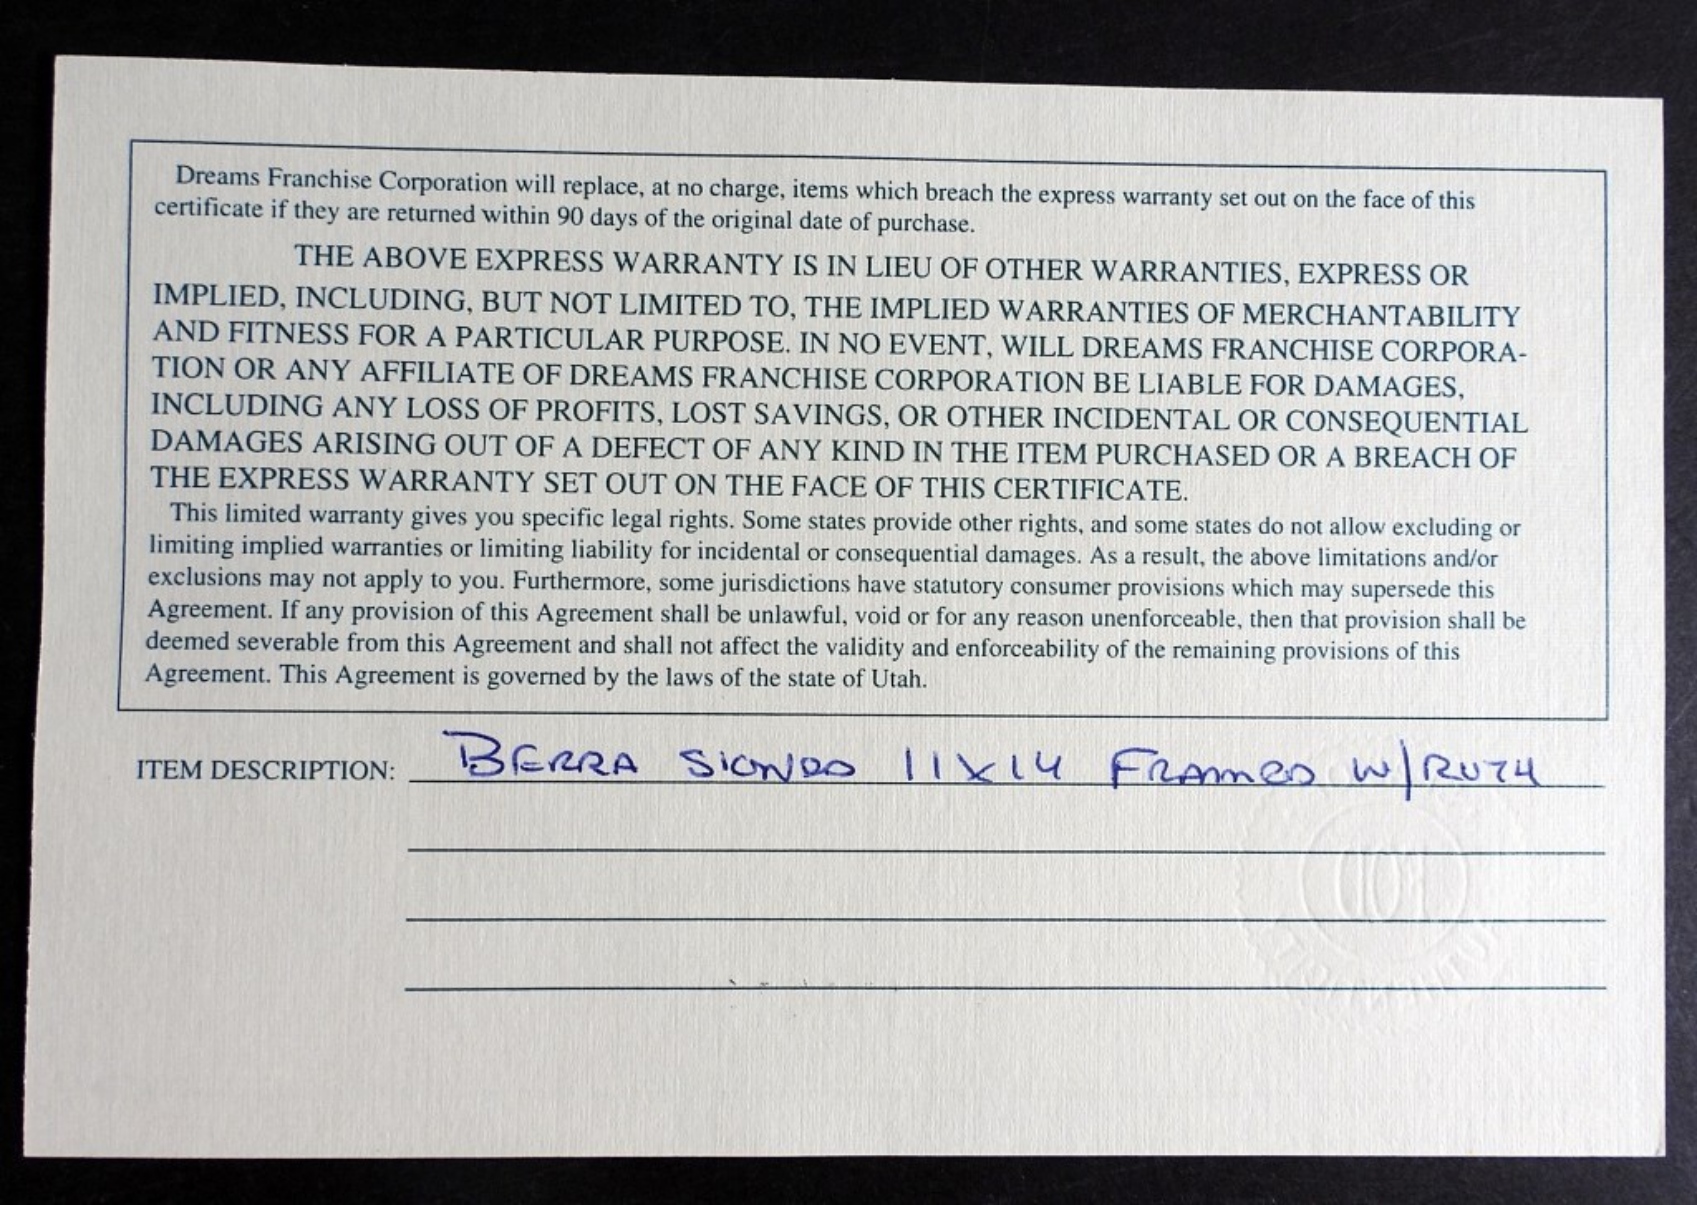 Dreams Franchise Corporation will replace, at no charge, items which breach the express warranty set out on the face of this
certificate if they are returned within 90 days of the original date of purchase.
THE ABOVE EXPRESS WARRANTY IS IN LIEU OF OTHER WARRANTIES, EXPRESS OR
IMPLIED, INCLUDING, BUT NOT LIMITED TO, THE IMPLIED WARRANTIES OF MERCHANTABILITY
AND FITNESS FOR A PARTICULAR PURPOSE. IN NO EVENT, WILL DREAMS FRANCHISE CORPORA-
TION OR ANY AFFILIATE OF DREAMS FRANCHISE CORPORATION BE LIABLE FOR DAMAGES,
INCLUDING ANY LOSS OF PROFITS, LOST SAVINGS, OR OTHER INCIDENTAL OR CONSEQUENTIAL
DAMAGES ARISING OUT OF A DEFECT OF ANY KIND IN THE ITEM PURCHASED OR A BREACH OF
THE EXPRESS WARRANTY SET OUT ON THE FACE OF THIS CERTIFICATE.
This limited warranty gives you specific legal rights. Some states provide other rights, and some states do not allow excluding or
limiting implied warranties or limiting liability for incidental or consequential damages. As a result, the above limitations and/or
exclusions may not apply to you. Furthermore, some jurisdictions have statutory consumer provisions which may supersede this
Agreement. If any provision of this Agreement shall be unlawful, void or for any reason unenforceable, then that provision shall be
deemed severable from this Agreement and shall not affect the validity and enforceability of the remaining provisions of this
Agreement. This Agreement is governed by the laws of the state of Utah.
ITEM DESCRIPTION: BERRA SIGNED 11X14 FRAMED W/RUTH